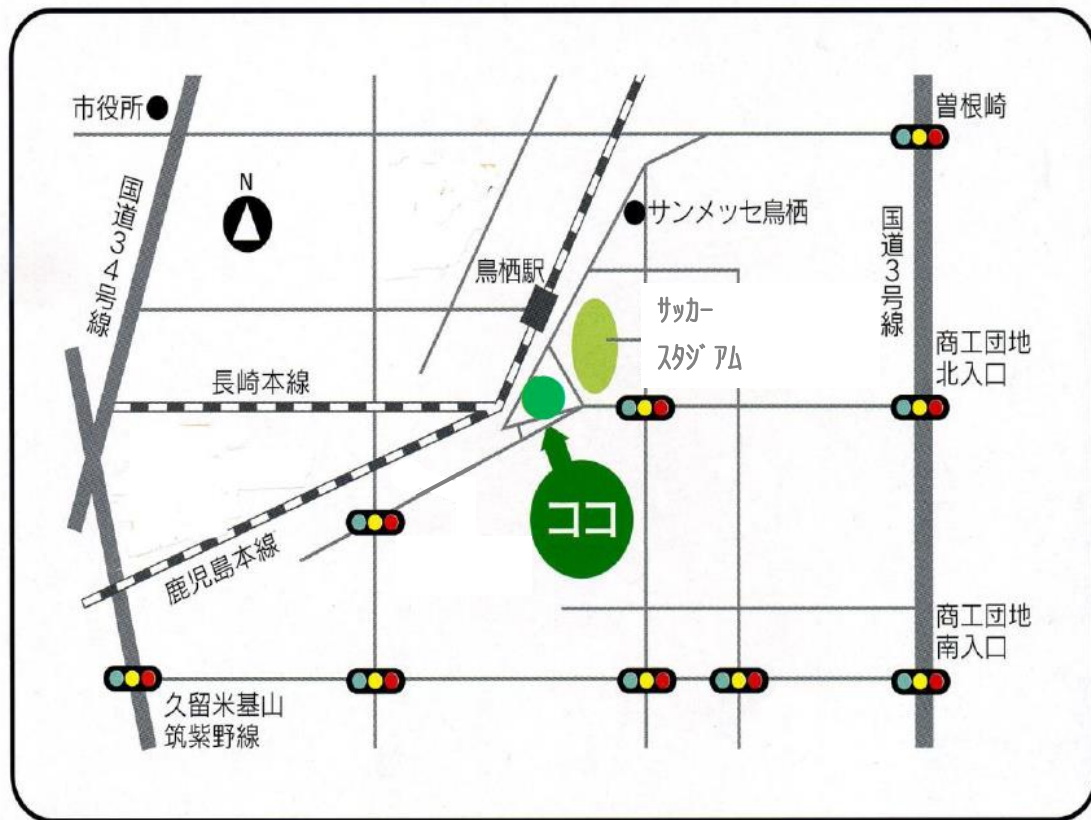 市役所
曽根崎
国道34号線
N
サンメッセ鳥栖
国道3号線
鳥栖駅
サッカー
スタジアム
商工団地
北入口
長崎本線
ココ
鹿児島本線
商工団地
南入口
久留米基山
筑紫野線